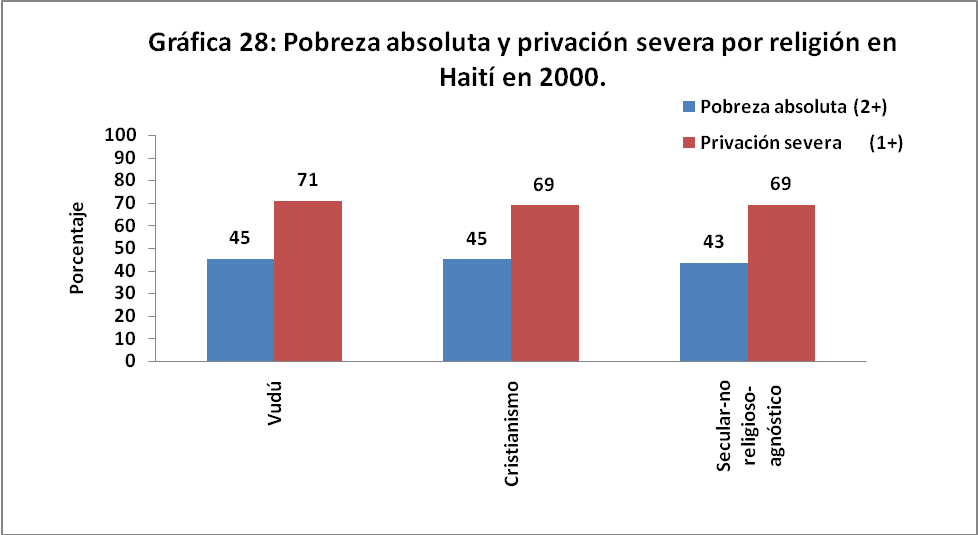 Gráfica 28: Pobreza absoluta y privación severa por religión en
Haití en 2000.
Pobreza absoluta (2+)
Privación severa (1+)
Porcentaje
100
90
80
70
60
50
40
30
20
10
0
45
71
45
69
43
69
Vudú
Cristianismo
Secular-no
religioso-
agnóstico